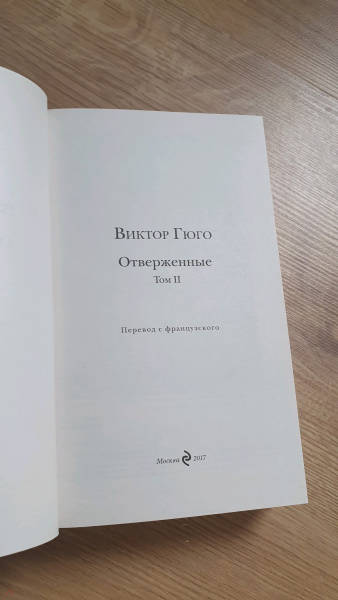 Виктор Гюго
Отверженные
Том II
Перевод с французского
Москва 2017